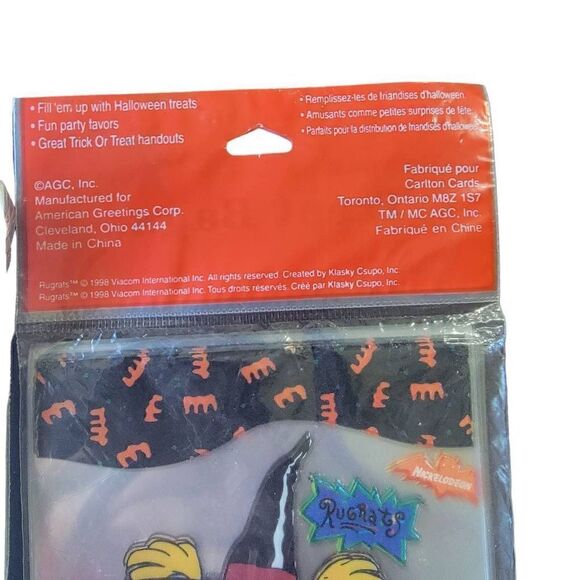 • Fill 'em up with Halloween treats
• Fun party favors
• Great Trick Or Treat handouts
• Remplissez-les de friandises d'halloween.
• Amusants comme petites surprises de fête.
• Parfaits pour la distribution de friandises d'halloween
©AGC, Inc.
Manufactured for
American Greetings Corp.
Cleveland, Ohio 44144
Made in China
Fabriqué pour
Carlton Cards
Toronto, Ontario M8Z 1S7
TM / MC AGC, Inc.
Fabriqué en Chine
Rugrats™ © 1998 Viacom International Inc. All rights reserved. Created by Klasky Csupo, Inc.
Rugrats™ © 1998 Viacom International Inc. Tous droits réservés. Créé par Klasky Csupo, Inc.
NICKELODEON
RUGRATS